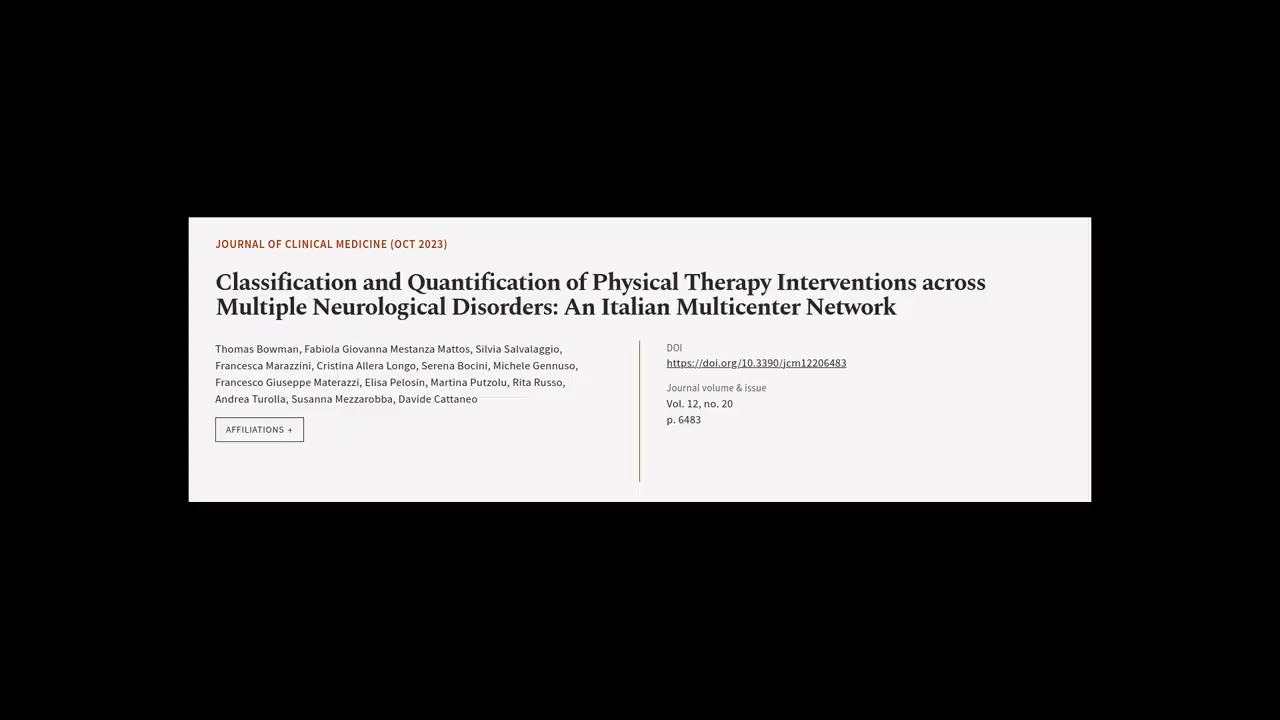 JOURNAL OF CLINICAL MEDICINE (OCT 2023)
Classification and Quantification of Physical Therapy Interventions across
Multiple Neurological Disorders: An Italian Multicenter Network
Thomas Bowman, Fabiola Giovanna Mestanza Mattos, Silvia Salvalaggio,
Francesca Marazzini, Cristina Allera Longo, Serena Bocini, Michele Gennuso,
Francesco Giuseppe Materazzi, Elisa Pelosin, Martina Putzolu, Rita Russo,
Andrea Turolla, Susanna Mezzarobba, Davide Cattaneo
AFFILIATIONS +
DOI
https://doi.org/10.3390/jcm12206483
Journal volume & issue
Vol. 12, no. 20
p. 6483